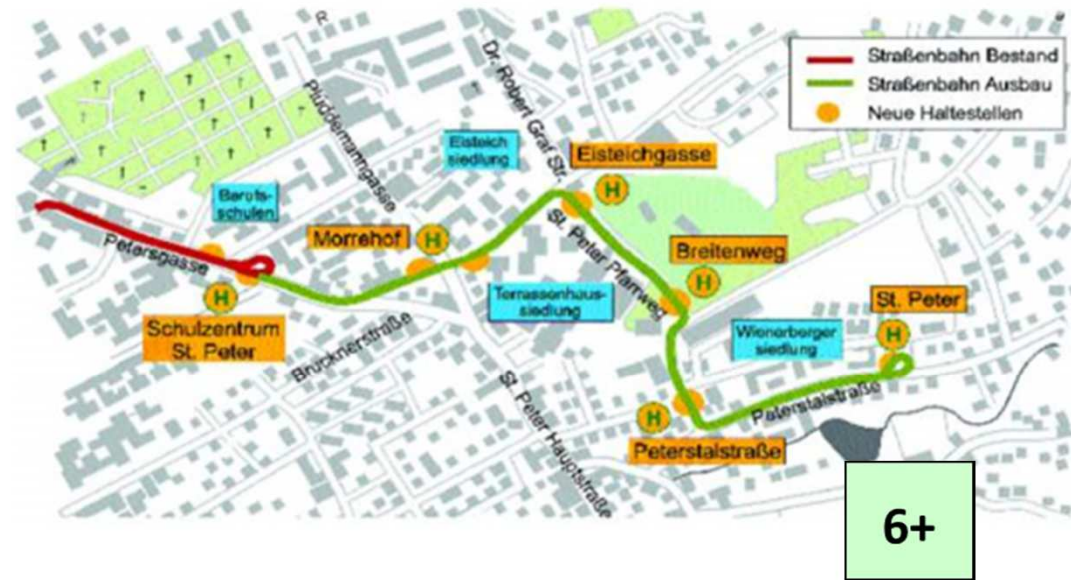 Straßenbahn Bestand
Straßenbahn Ausbau
Neue Haltestellen
Dr. Robert Graf Str.
Plüddemanngasse
Eisteich
siedlung
Eisteichgasse
H
Berufs-
schulen
Morrehof
H
Petersgasse
St. Peter Pfarrweg
Breitenweg
H
Terrassenhaus-
siedlung
St. Peter
H
H
Schulzentrum
St. Peter
Brucknerstraße
Wienerberger
siedlung
St. Peter Hauptstraße
H
Peterstalstraße
Peterstalstraße
6+